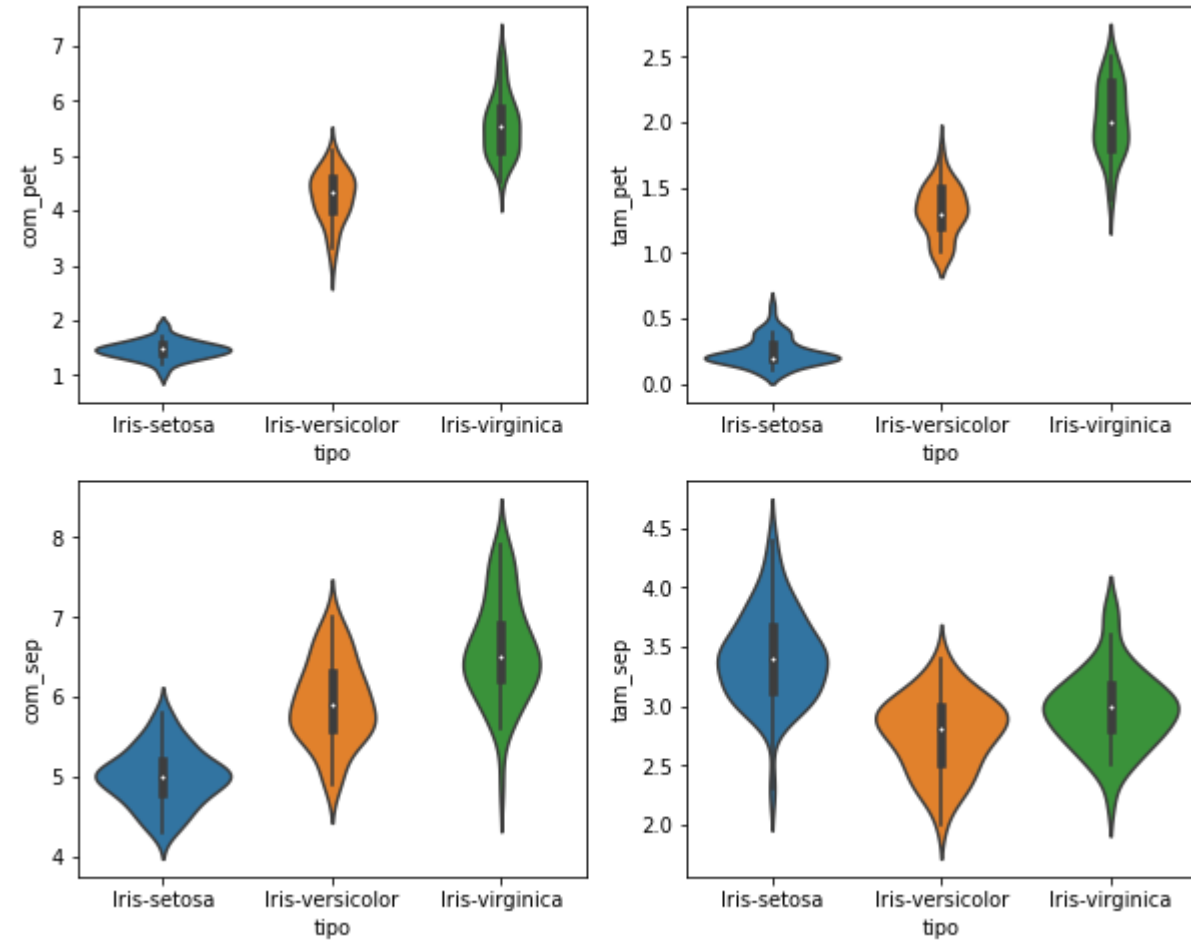 com_pet
7
6
5
4
3
2
1
Iris-setosa Iris-versicolor Iris-virginica
tipo
tam_pet
2.5
2.0
1.5
1.0
0.5
0.0
Iris-setosa Iris-versicolor Iris-virginica
tipo
com_sep
8
7
6
5
4
Iris-setosa Iris-versicolor Iris-virginica
tipo
tam_sep
4.5
4.0
3.5
3.0
2.5
2.0
Iris-setosa Iris-versicolor Iris-virginica
tipo